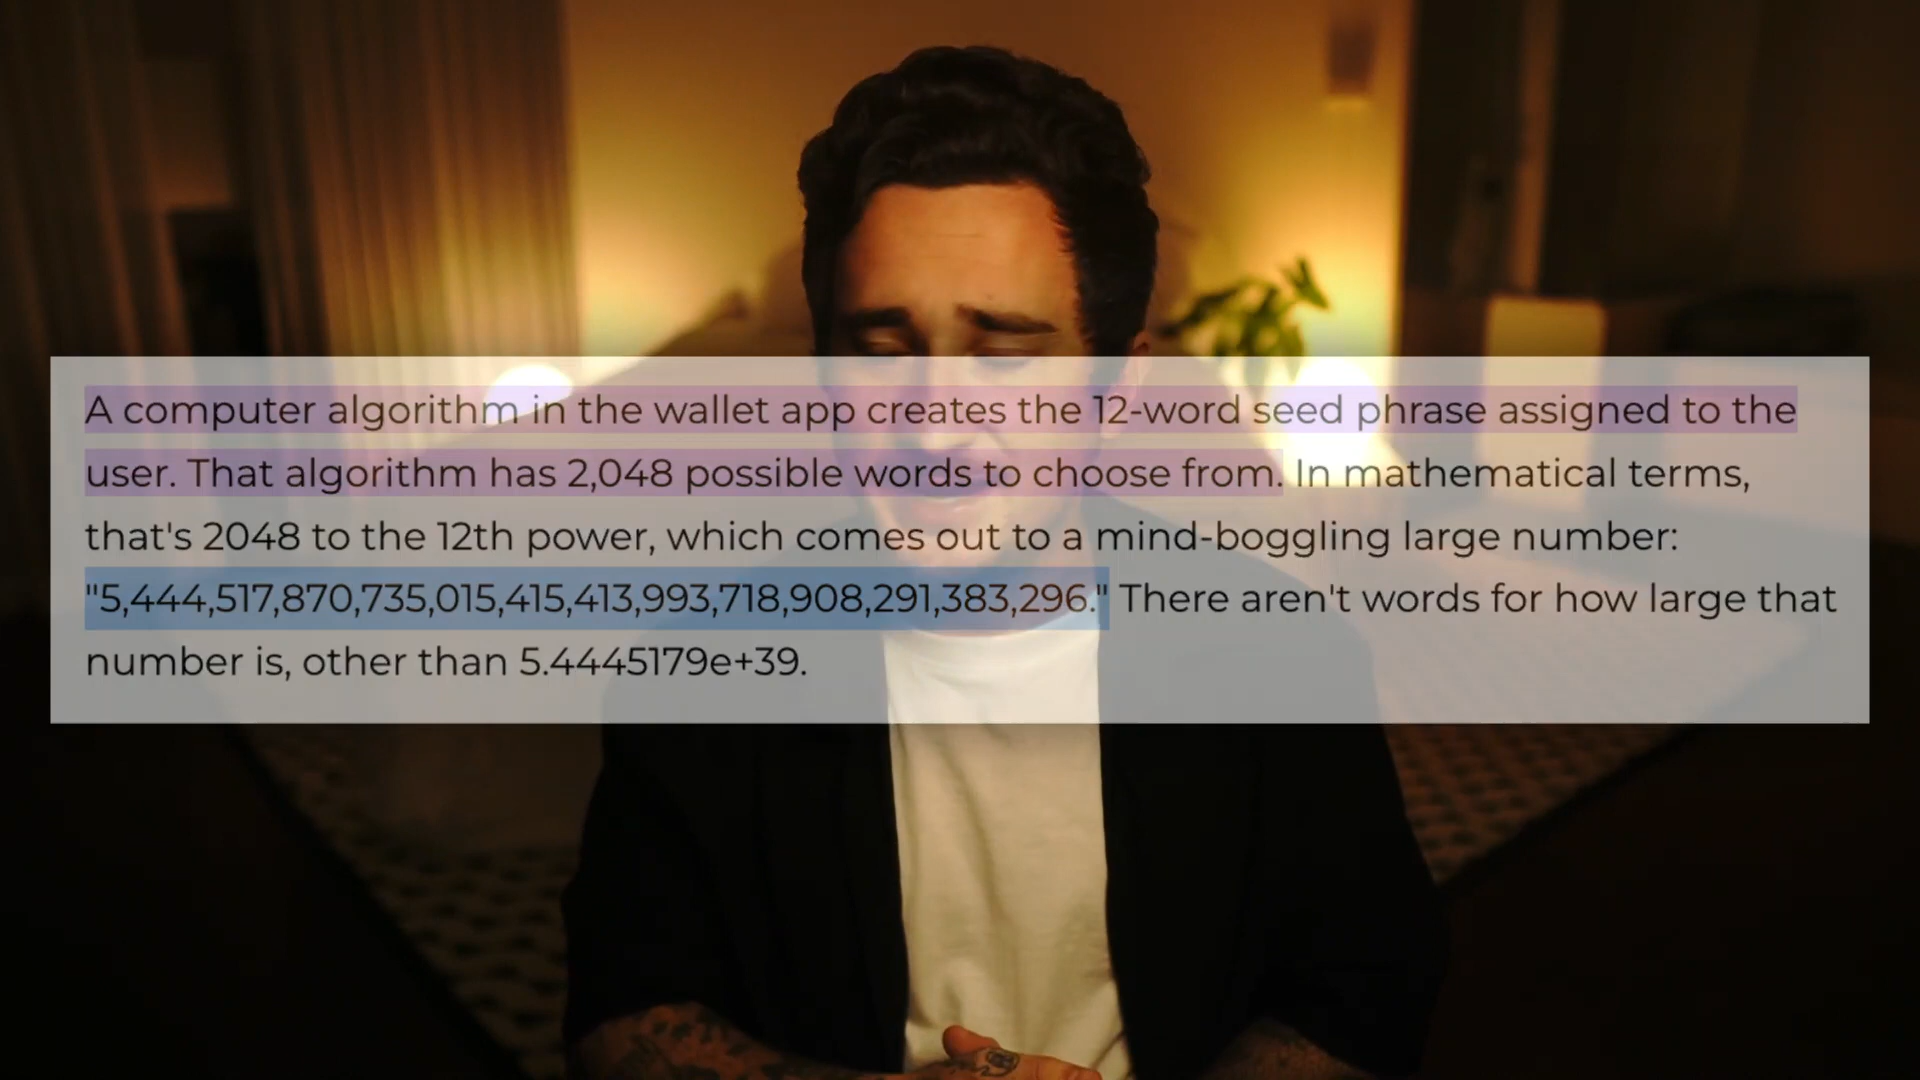 A computer algorithm in the wallet app creates the 12-word seed phrase assigned to the
user. That algorithm has 2,048 possible words to choose from. In mathematical terms,
that's 2048 to the 12th power, which comes out to a mind-boggling large number:
"5,444,517,870,735,015,415,413,993,718,908,291,383,296." There aren't words for how large that
number is, other than 5.4445179e+39.